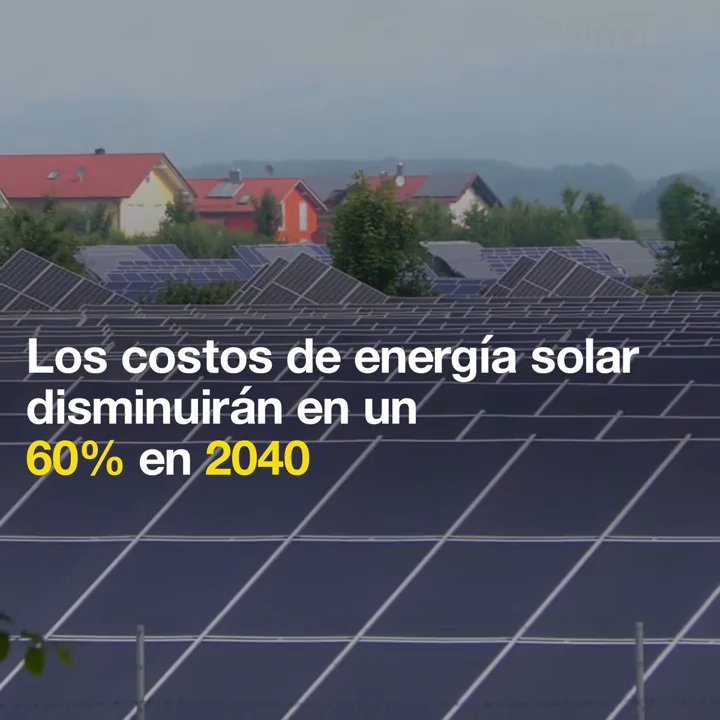 Los costos de energía solar
disminuirán en un
60% en 2040